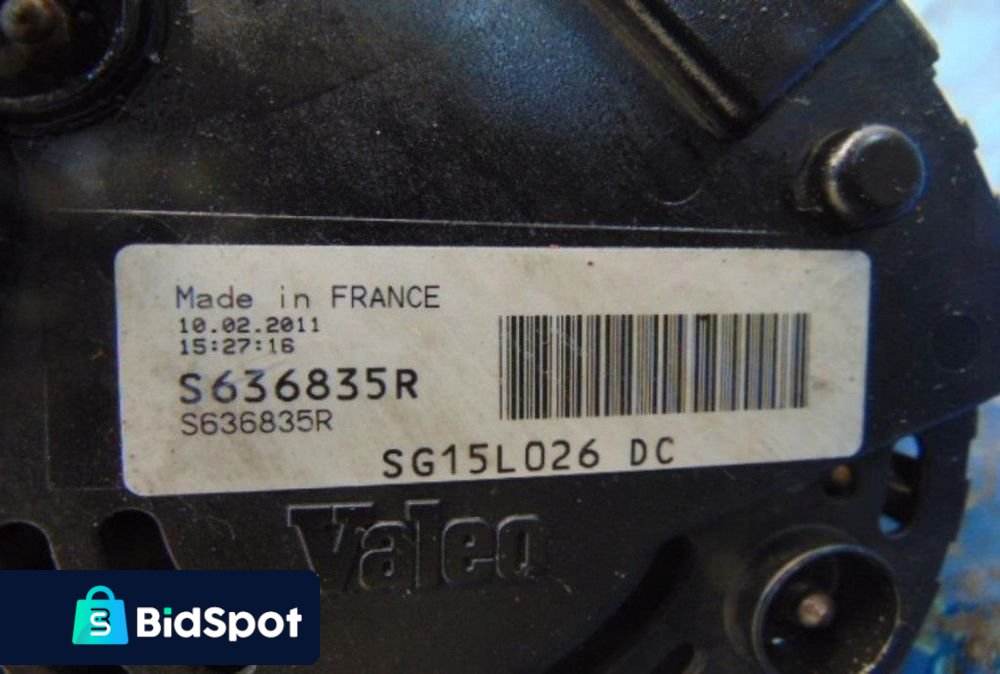 Made in FRANCE
10.02.2011
15:27:16
S636835R
S636835R
SG15L026 DC
Valeo
BidSpot